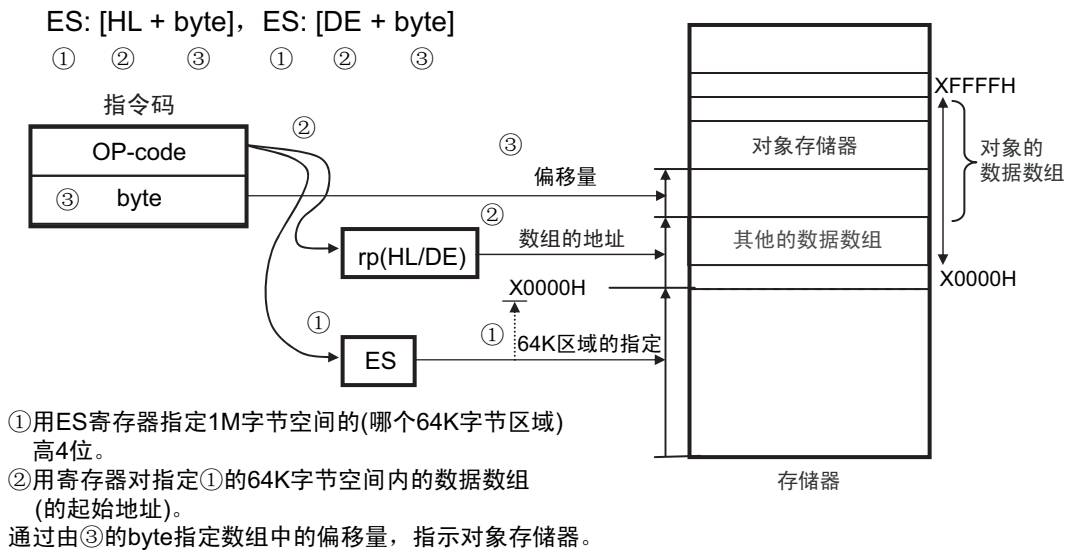 ES: [HL + byte]，ES: [DE + byte]
① ② ③ ① ② ③
指令码
OP-code
③ byte
②
③
偏移量
②
rp(HL/DE)
数组的地址
X0000H
①
①
ES
64K区域的指定
XFFFFH
对象存储器
对象的
数据数组
其他的数据数组
X0000H
存储器
①用ES寄存器指定1M字节空间的(哪个64K字节区域)
高4位。
②用寄存器对指定①的64K字节空间内的数据数组
(的起始地址)。
通过由③的byte指定数组中的偏移量，指示对象存储器。